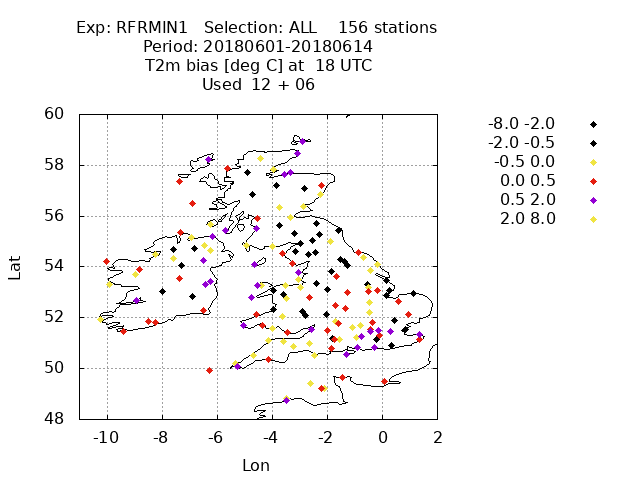 Exp: RFRMIN1 Selection: ALL 156 stations
Period: 20180601-20180614
T2m bias [deg C] at 18 UTC
Used 12 + 06
60
58
56
54
52
50
48
Lat
-10 -8 -6 -4 -2 0 2
Lon
-8.0 -2.0
-2.0 -0.5
-0.5 0.0
0.0 0.5
0.5 2.0
2.0 8.0